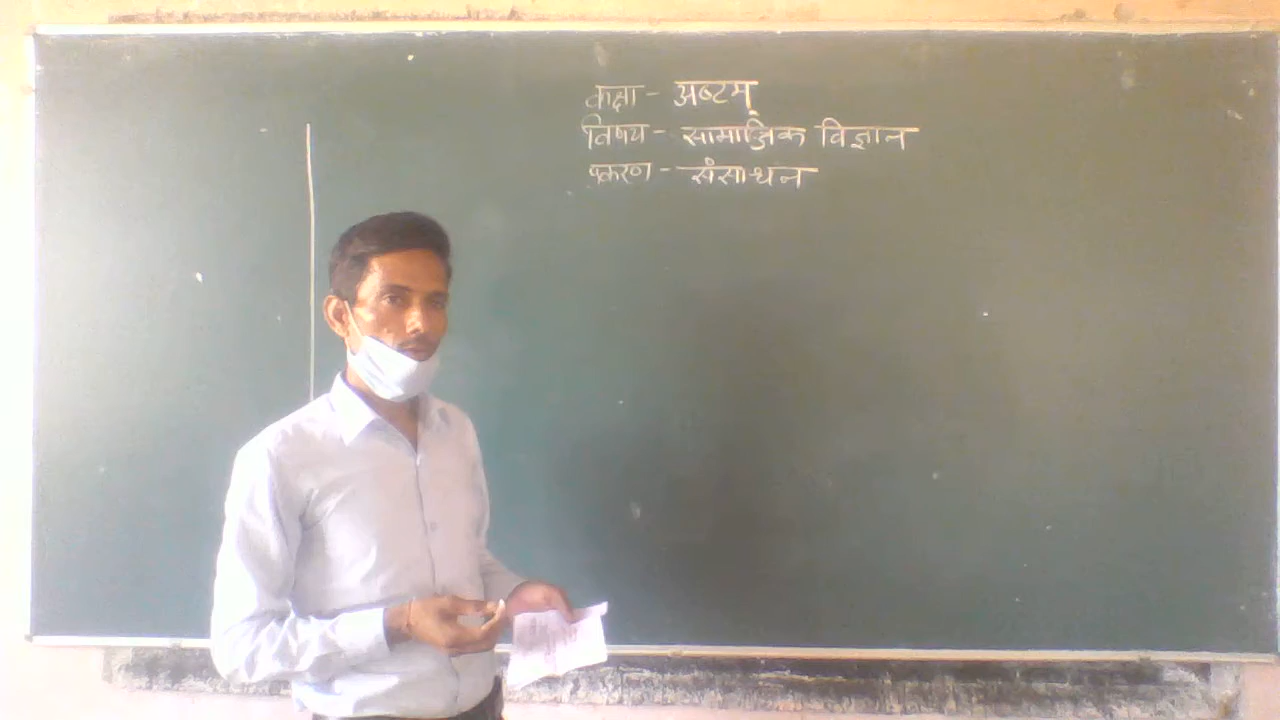 कक्षा - अष्टम्
विषय - सामाजिक विज्ञान
प्रकरण - संसाधन